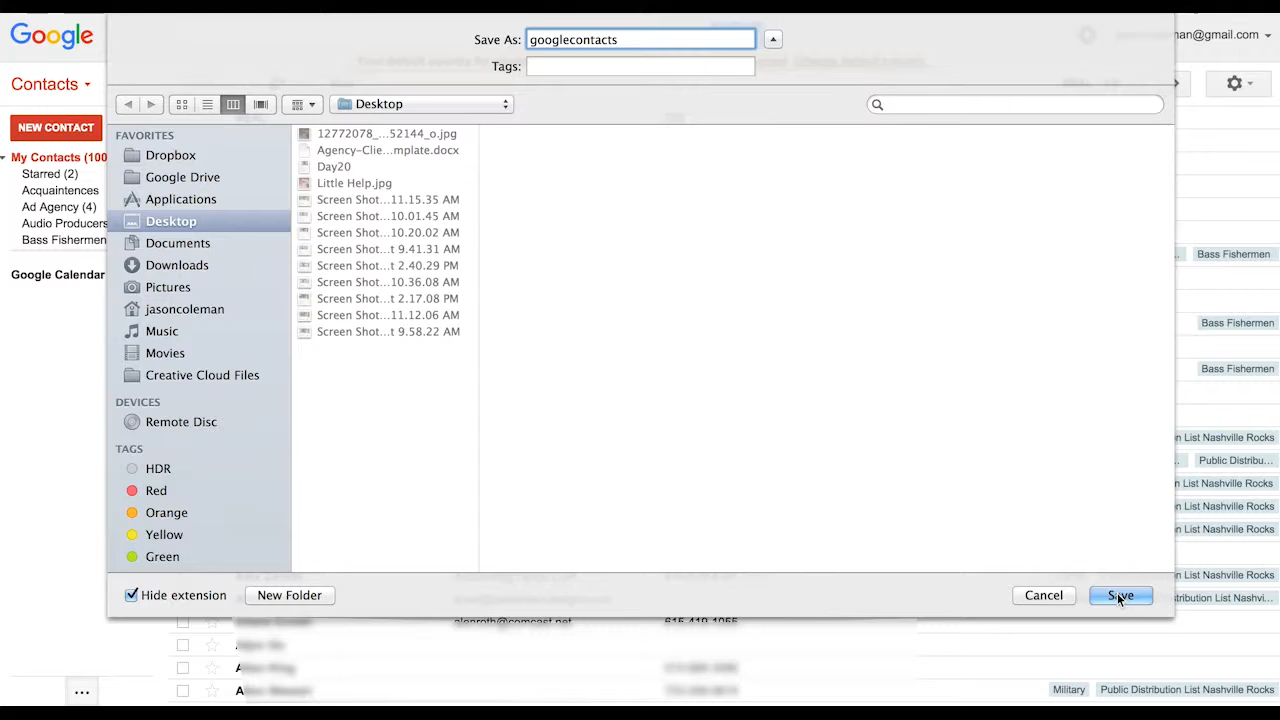 Google
Save As: googlecontacts
man@gmail.com
Tags:
Contacts
Desktop
NEW CONTACT
My Contacts (100
Starred (2)
Acquaintences
Ad Agency (4)
Audio Producers
Bass Fishermen
Google Calendar
FAVORITES
Dropbox
Google Drive
Applications
Desktop
Documents
Downloads
Pictures
jasoncoleman
Music
Movies
Creative Cloud Files
DEVICES
Remote Disc
TAGS
HDR
Red
Orange
Yellow
Green
12772078_...52144_o.jpg
Agency-Clie...mplate.docx
Day20
Little Help.jpg
Screen Shot...11.15.35 AM
Screen Shot...10.01.45 AM
Screen Shot...10.20.02 AM
Screen Shot...t 9.41.31 AM
Screen Shot...t 2.40.29 PM
Screen Shot...10.36.08 AM
Screen Shot...t 2.17.08 PM
Screen Shot...11.12.06 AM
Screen Shot...t 9.58.22 AM
Bass Fishermen
Bass Fishermen
Bass Fishermen
n List Nashville Rocks
Public Distribu...
n List Nashville Rocks
n List Nashville Rocks
n List Nashville Rocks
n List Nashville Rocks
tribution List Nashvi...
Hide extension
New Folder
Cancel
Save
Military
Public Distribution List Nashville Rocks